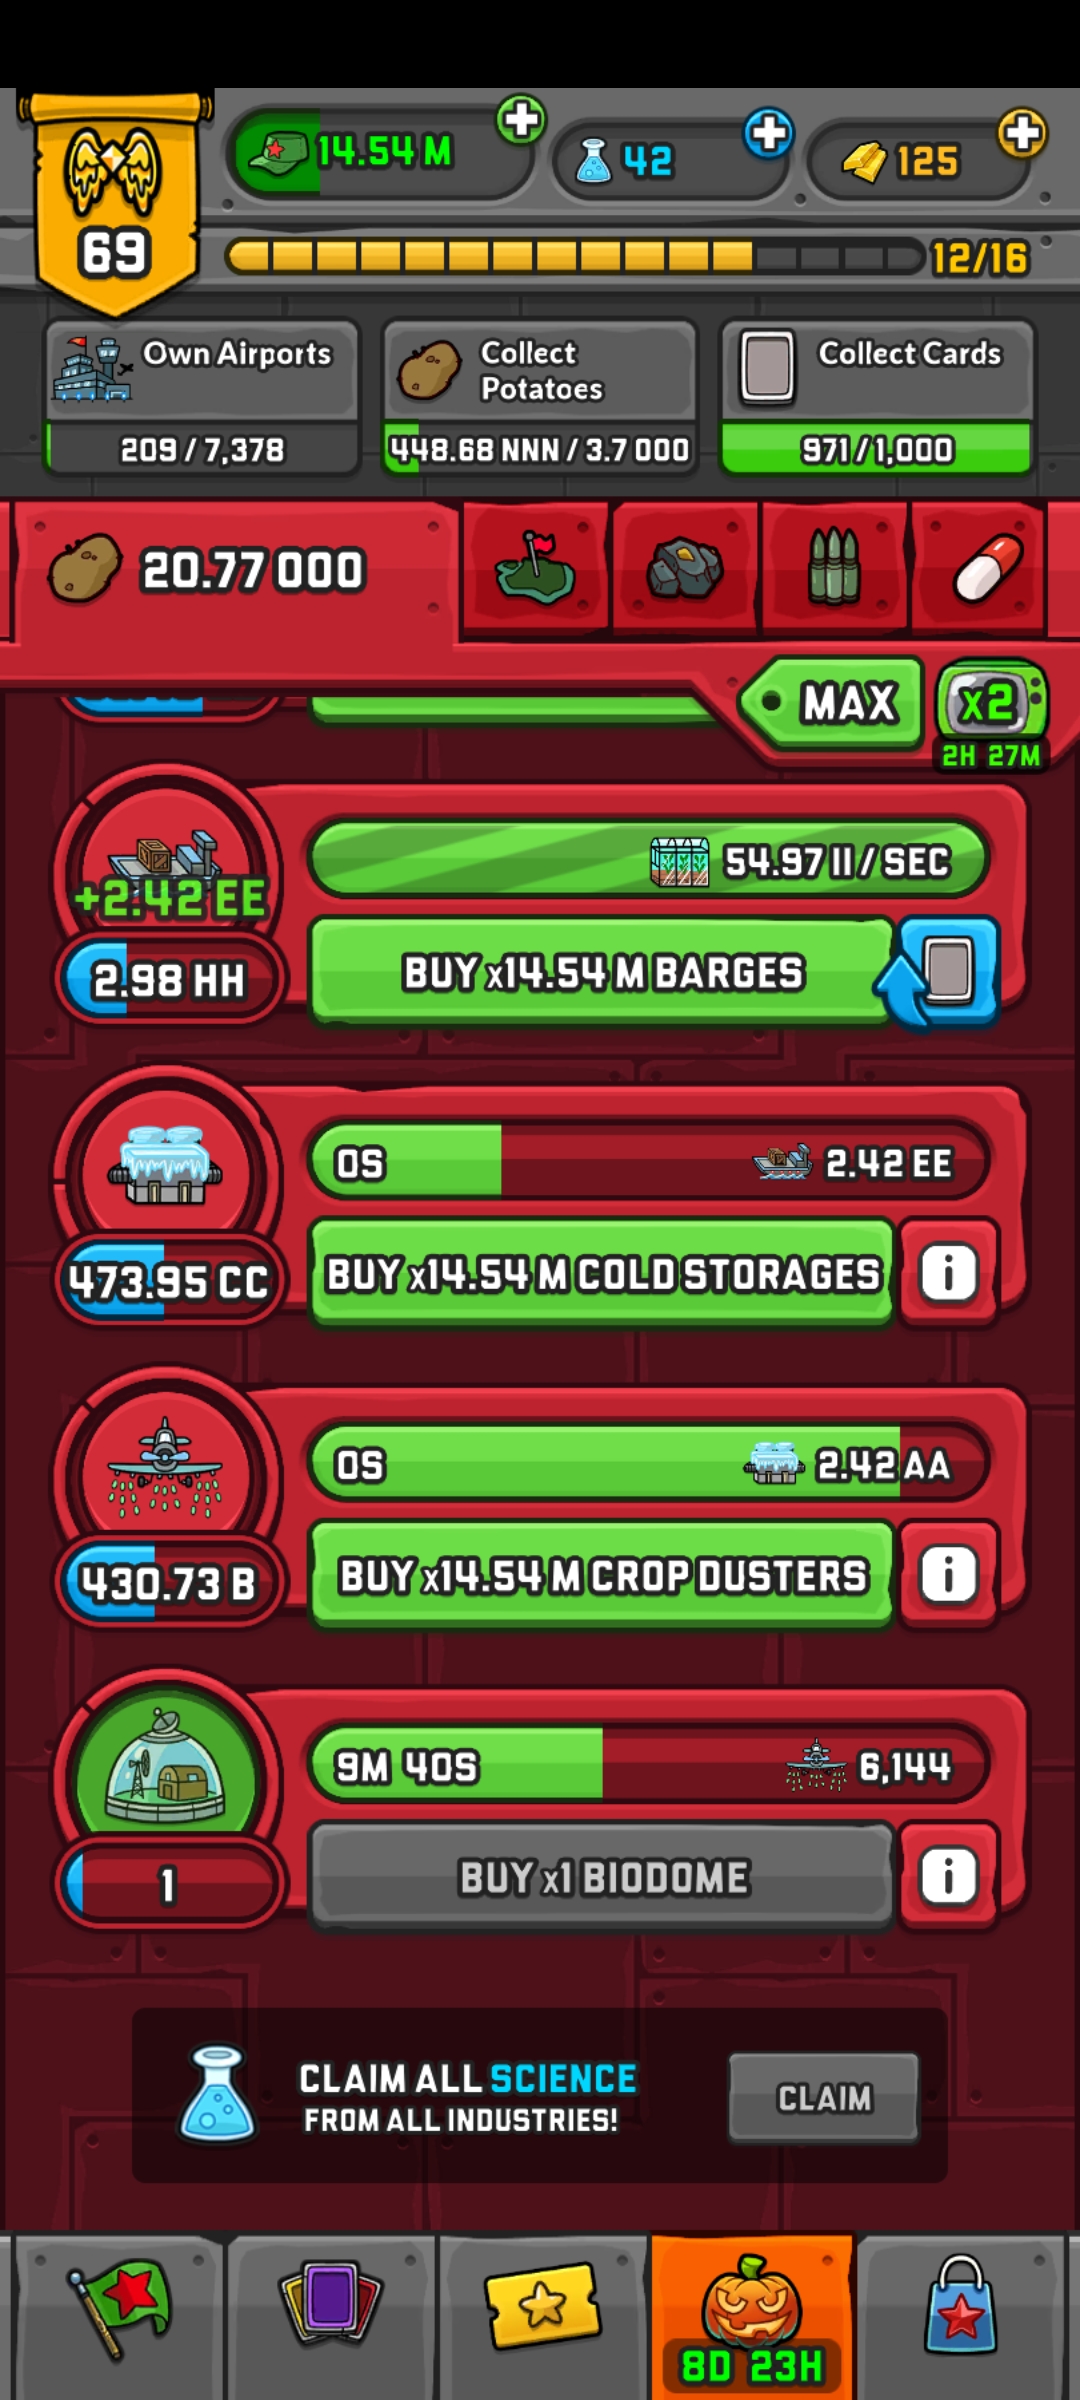 14.54 M
42
125
69
12/16
Own Airports
209 / 7,378
Collect
Potatoes
448.68 NNN / 3.7 OOO
Collect Cards
971 / 1,000
20.77 OOO
MAX
x2
2H 27M
+2.42 EE
2.98 HH
54.97 II / SEC
BUY x14.54 M BARGES
473.95 CC
0S
2.42 EE
BUY x14.54 M COLD STORAGES
i
430.73 B
0S
2.42 AA
BUY x14.54 M CROP DUSTERS
i
1
9M 40S
6,144
BUY x1 BIODOME
i
CLAIM ALL SCIENCE
FROM ALL INDUSTRIES!
CLAIM
8D 23H